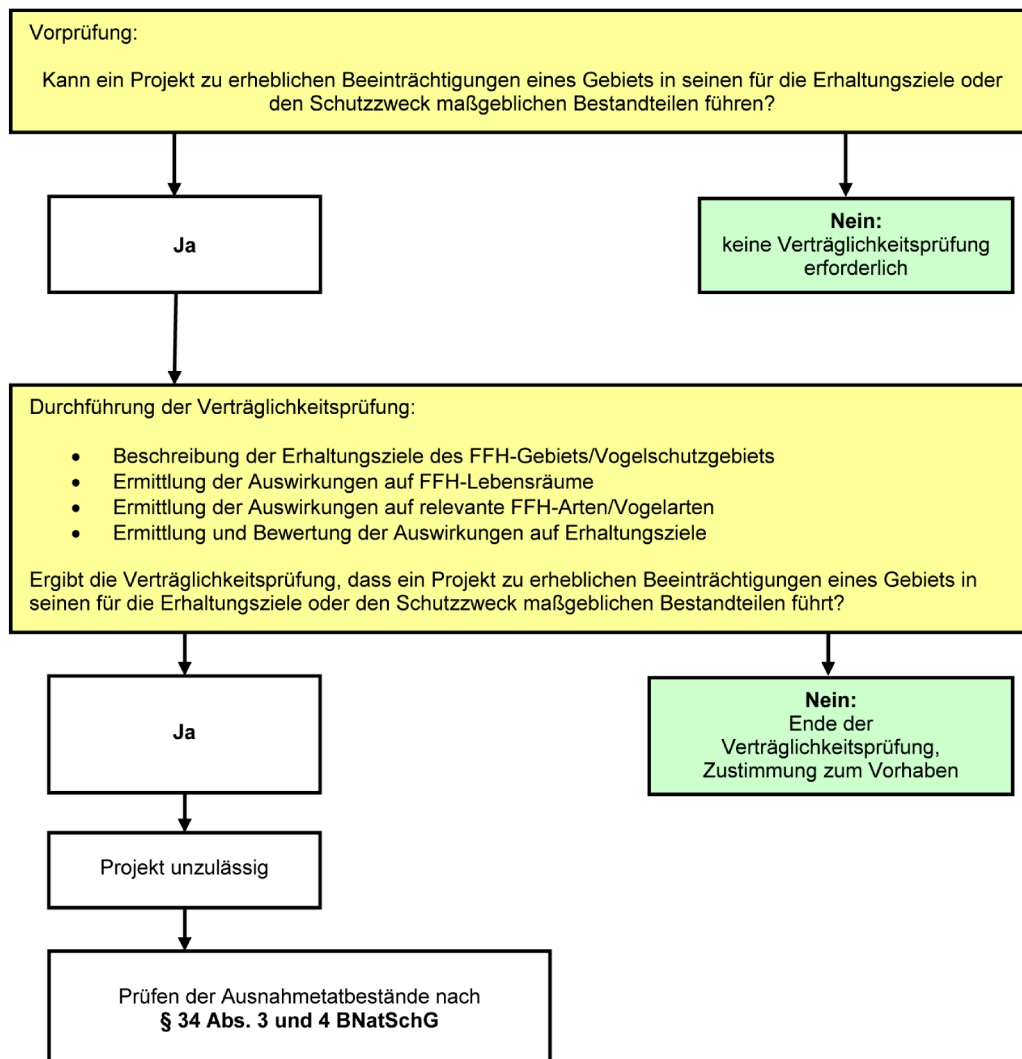 Vorprüfung:
Kann ein Projekt zu erheblichen Beeinträchtigungen eines Gebiets in seinen für die Erhaltungsziele oder
den Schutzzweck maßgeblichen Bestandteilen führen?
Ja
Nein:
keine Verträglichkeitsprüfung
erforderlich
Durchführung der Verträglichkeitsprüfung:
• Beschreibung der Erhaltungsziele des FFH-Gebiets/Vogelschutzgebiets
• Ermittlung der Auswirkungen auf FFH-Lebensräume
• Ermittlung der Auswirkungen auf relevante FFH-Arten/Vogelarten
• Ermittlung und Bewertung der Auswirkungen auf Erhaltungsziele
Ergibt die Verträglichkeitsprüfung, dass ein Projekt zu erheblichen Beeinträchtigungen eines Gebiets in
seinen für die Erhaltungsziele oder den Schutzzweck maßgeblichen Bestandteilen führt?
Ja
Nein:
Ende der
Verträglichkeitsprüfung,
Zustimmung zum Vorhaben
Projekt unzulässig
Prüfen der Ausnahmetatbestände nach
§ 34 Abs. 3 und 4 BNatSchG